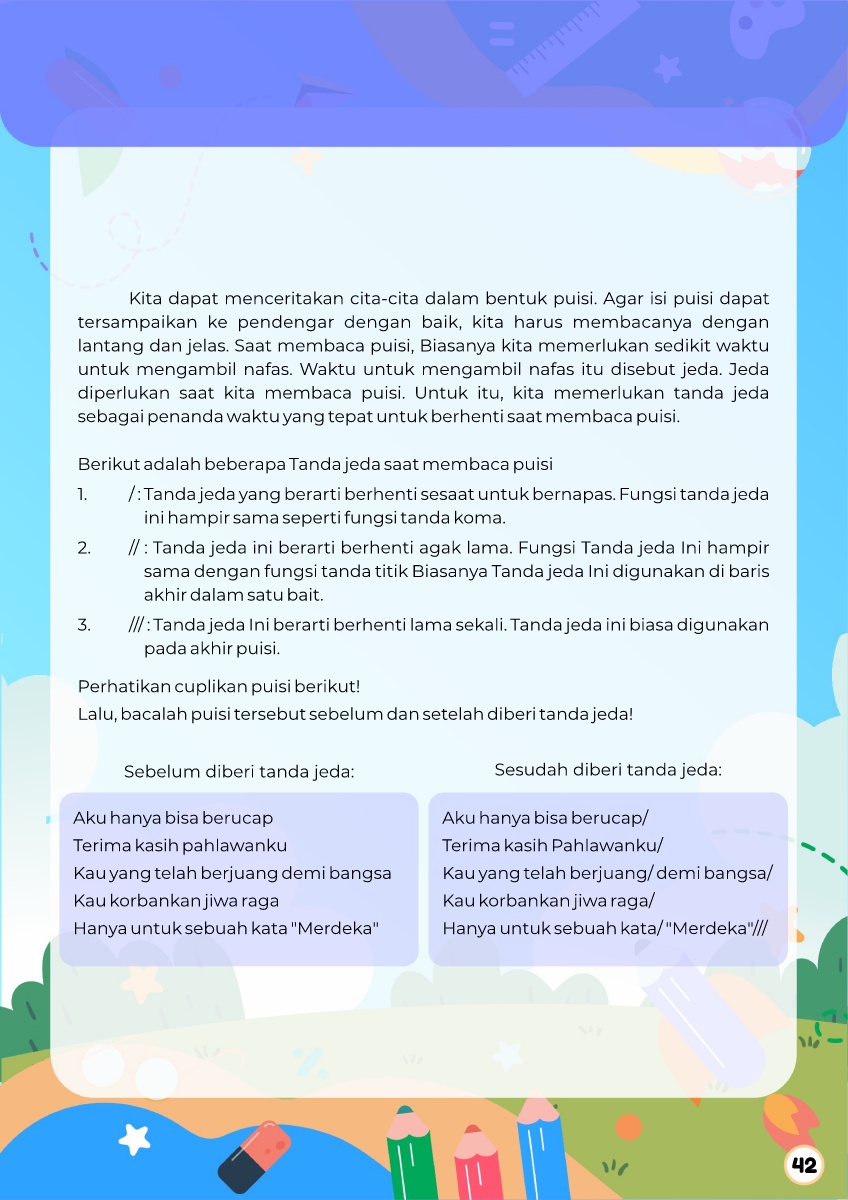 Kita dapat menceritakan cita-cita dalam bentuk puisi. Agar isi puisi dapat
tersampaikan ke pendengar dengan baik, kita harus membacanya dengan
lantang dan jelas. Saat membaca puisi, Biasanya kita memerlukan sedikit waktu
untuk mengambil nafas. Waktu untuk mengambil nafas itu disebut jeda. Jeda
diperlukan saat kita membaca puisi. Untuk itu, kita memerlukan tanda jeda
sebagai penanda waktu yang tepat untuk berhenti saat membaca puisi.
Berikut adalah beberapa Tanda jeda saat membaca puisi
1. / : Tanda jeda yang berarti berhenti sesaat untuk bernapas. Fungsi tanda jeda
ini hampir sama seperti fungsi tanda koma.
2. // : Tanda jeda ini berarti berhenti agak lama. Fungsi Tanda jeda Ini hampir
sama dengan fungsi tanda titik Biasanya Tanda jeda Ini digunakan di baris
akhir dalam satu bait.
3. /// : Tanda jeda Ini berarti berhenti lama sekali. Tanda jeda ini biasa digunakan
pada akhir puisi.
Perhatikan cuplikan puisi berikut!
Lalu, bacalah puisi tersebut sebelum dan setelah diberi tanda jeda!
Sebelum diberi tanda jeda:
Aku hanya bisa berucap
Terima kasih pahlawanku
Kau yang telah berjuang demi bangsa
Kau korbankan jiwa raga
Hanya untuk sebuah kata "Merdeka"
Sesudah diberi tanda jeda:
Aku hanya bisa berucap/
Terima kasih Pahlawanku/
Kau yang telah berjuang/ demi bangsa/
Kau korbankan jiwa raga/
Hanya untuk sebuah kata/ "Merdeka"///
42